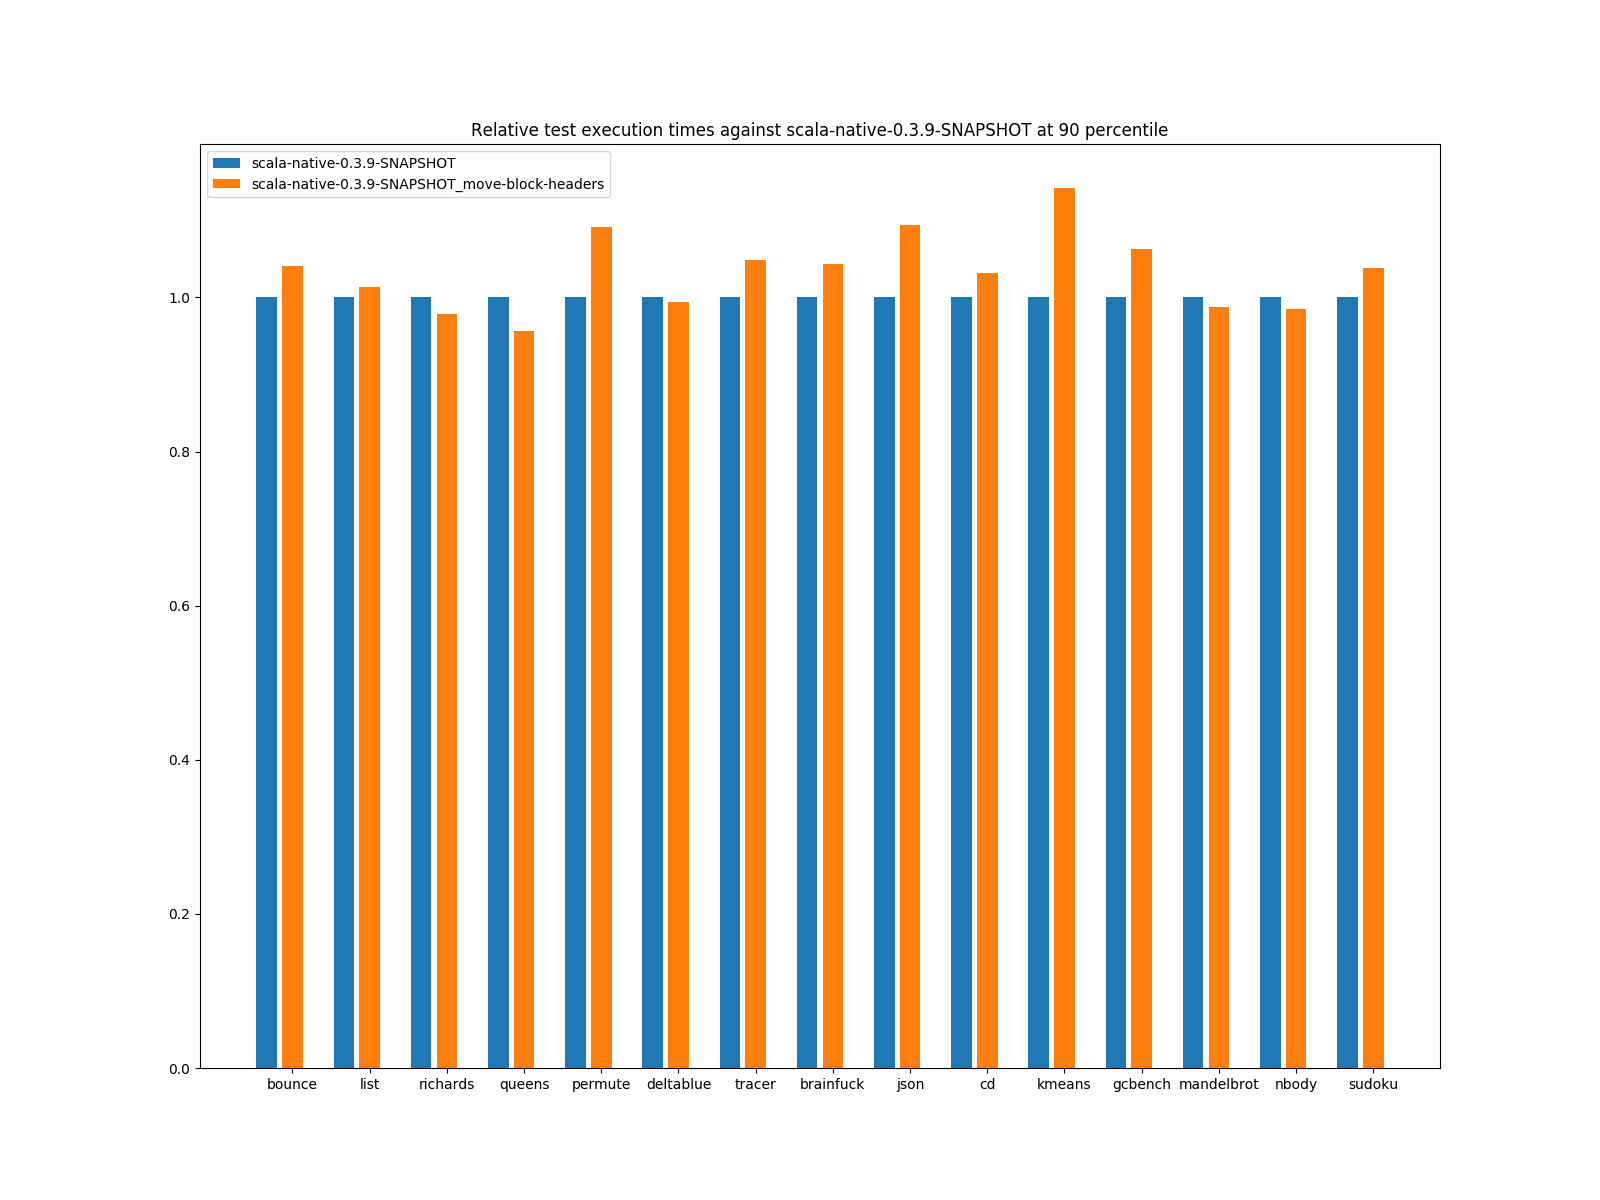 Relative test execution times against scala-native-0.3.9-SNAPSHOT at 90 percentile
scala-native-0.3.9-SNAPSHOT
scala-native-0.3.9-SNAPSHOT_move-block-headers
1.0
0.8
0.6
0.4
0.2
0.0
bounce list richards queens permute deltablue tracer brainfuck json cd kmeans gcbench mandelbrot nbody sudoku